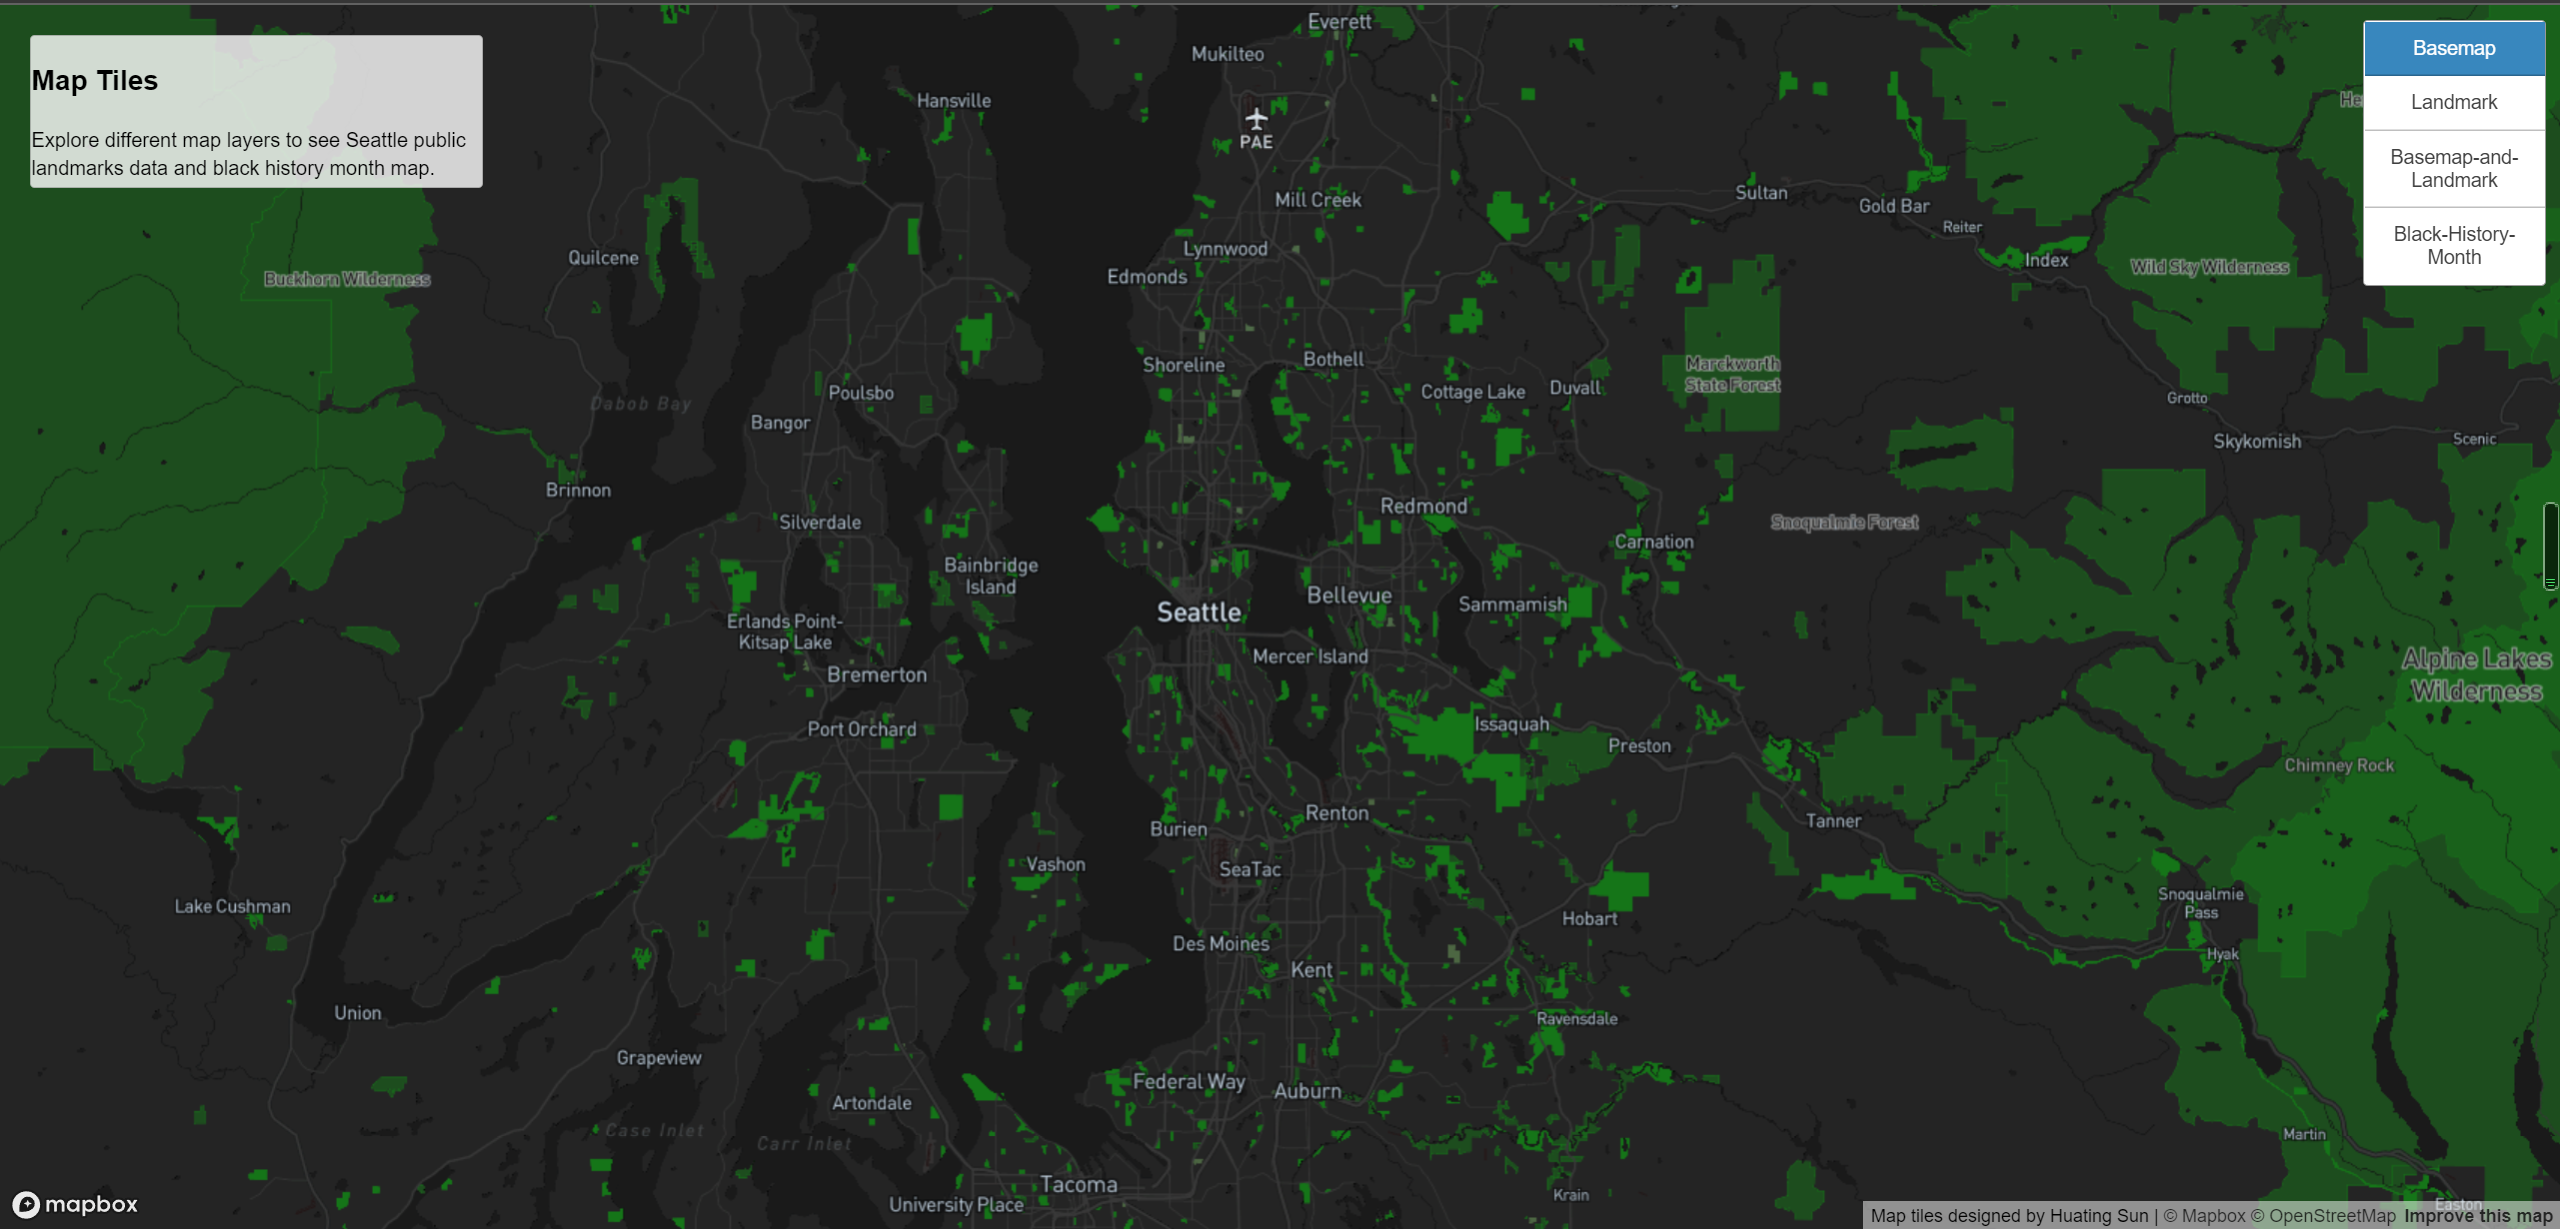 Map Tiles
Explore different map layers to see Seattle public
landmarks data and black history month map.
Basemap
Landmark
Basemap-and-
Landmark
Black-History-
Month
Everett
Mukilteo
Hansville
PAE
Mill Creek
Sultan
Gold Bar
Reiter
Lynnwood
Quilcene
Index
Wild Sky Wilderness
Buckhorn Wilderness
Edmonds
Shoreline
Bothell
Marckworth
State Forest
Cottage Lake
Duvall
Poulsbo
Grotto
Dabob Bay
Bangor
Skykomish
Scenic
Brinnon
Redmond
Silverdale
Snoqualmie Forest
Carnation
Bainbridge
Island
Bellevue
Sammamish
Seattle
Erlands Point-
Kitsap Lake
Mercer Island
Alpine Lakes
Wilderness
Bremerton
Port Orchard
Issaquah
Preston
Chimney Rock
Renton
Tanner
Burien
Vashon
SeaTac
Snoqualmie
Pass
Lake Cushman
Hobart
Des Moines
Hyak
Kent
Union
Ravensdale
Grapeview
Federal Way
Auburn
Artondale
Case Inlet
Carr Inlet
Martin
Tacoma
University Place
Krain
Easton
mapbox
Map tiles designed by Huating Sun | © Mapbox © OpenStreetMap Improve this map